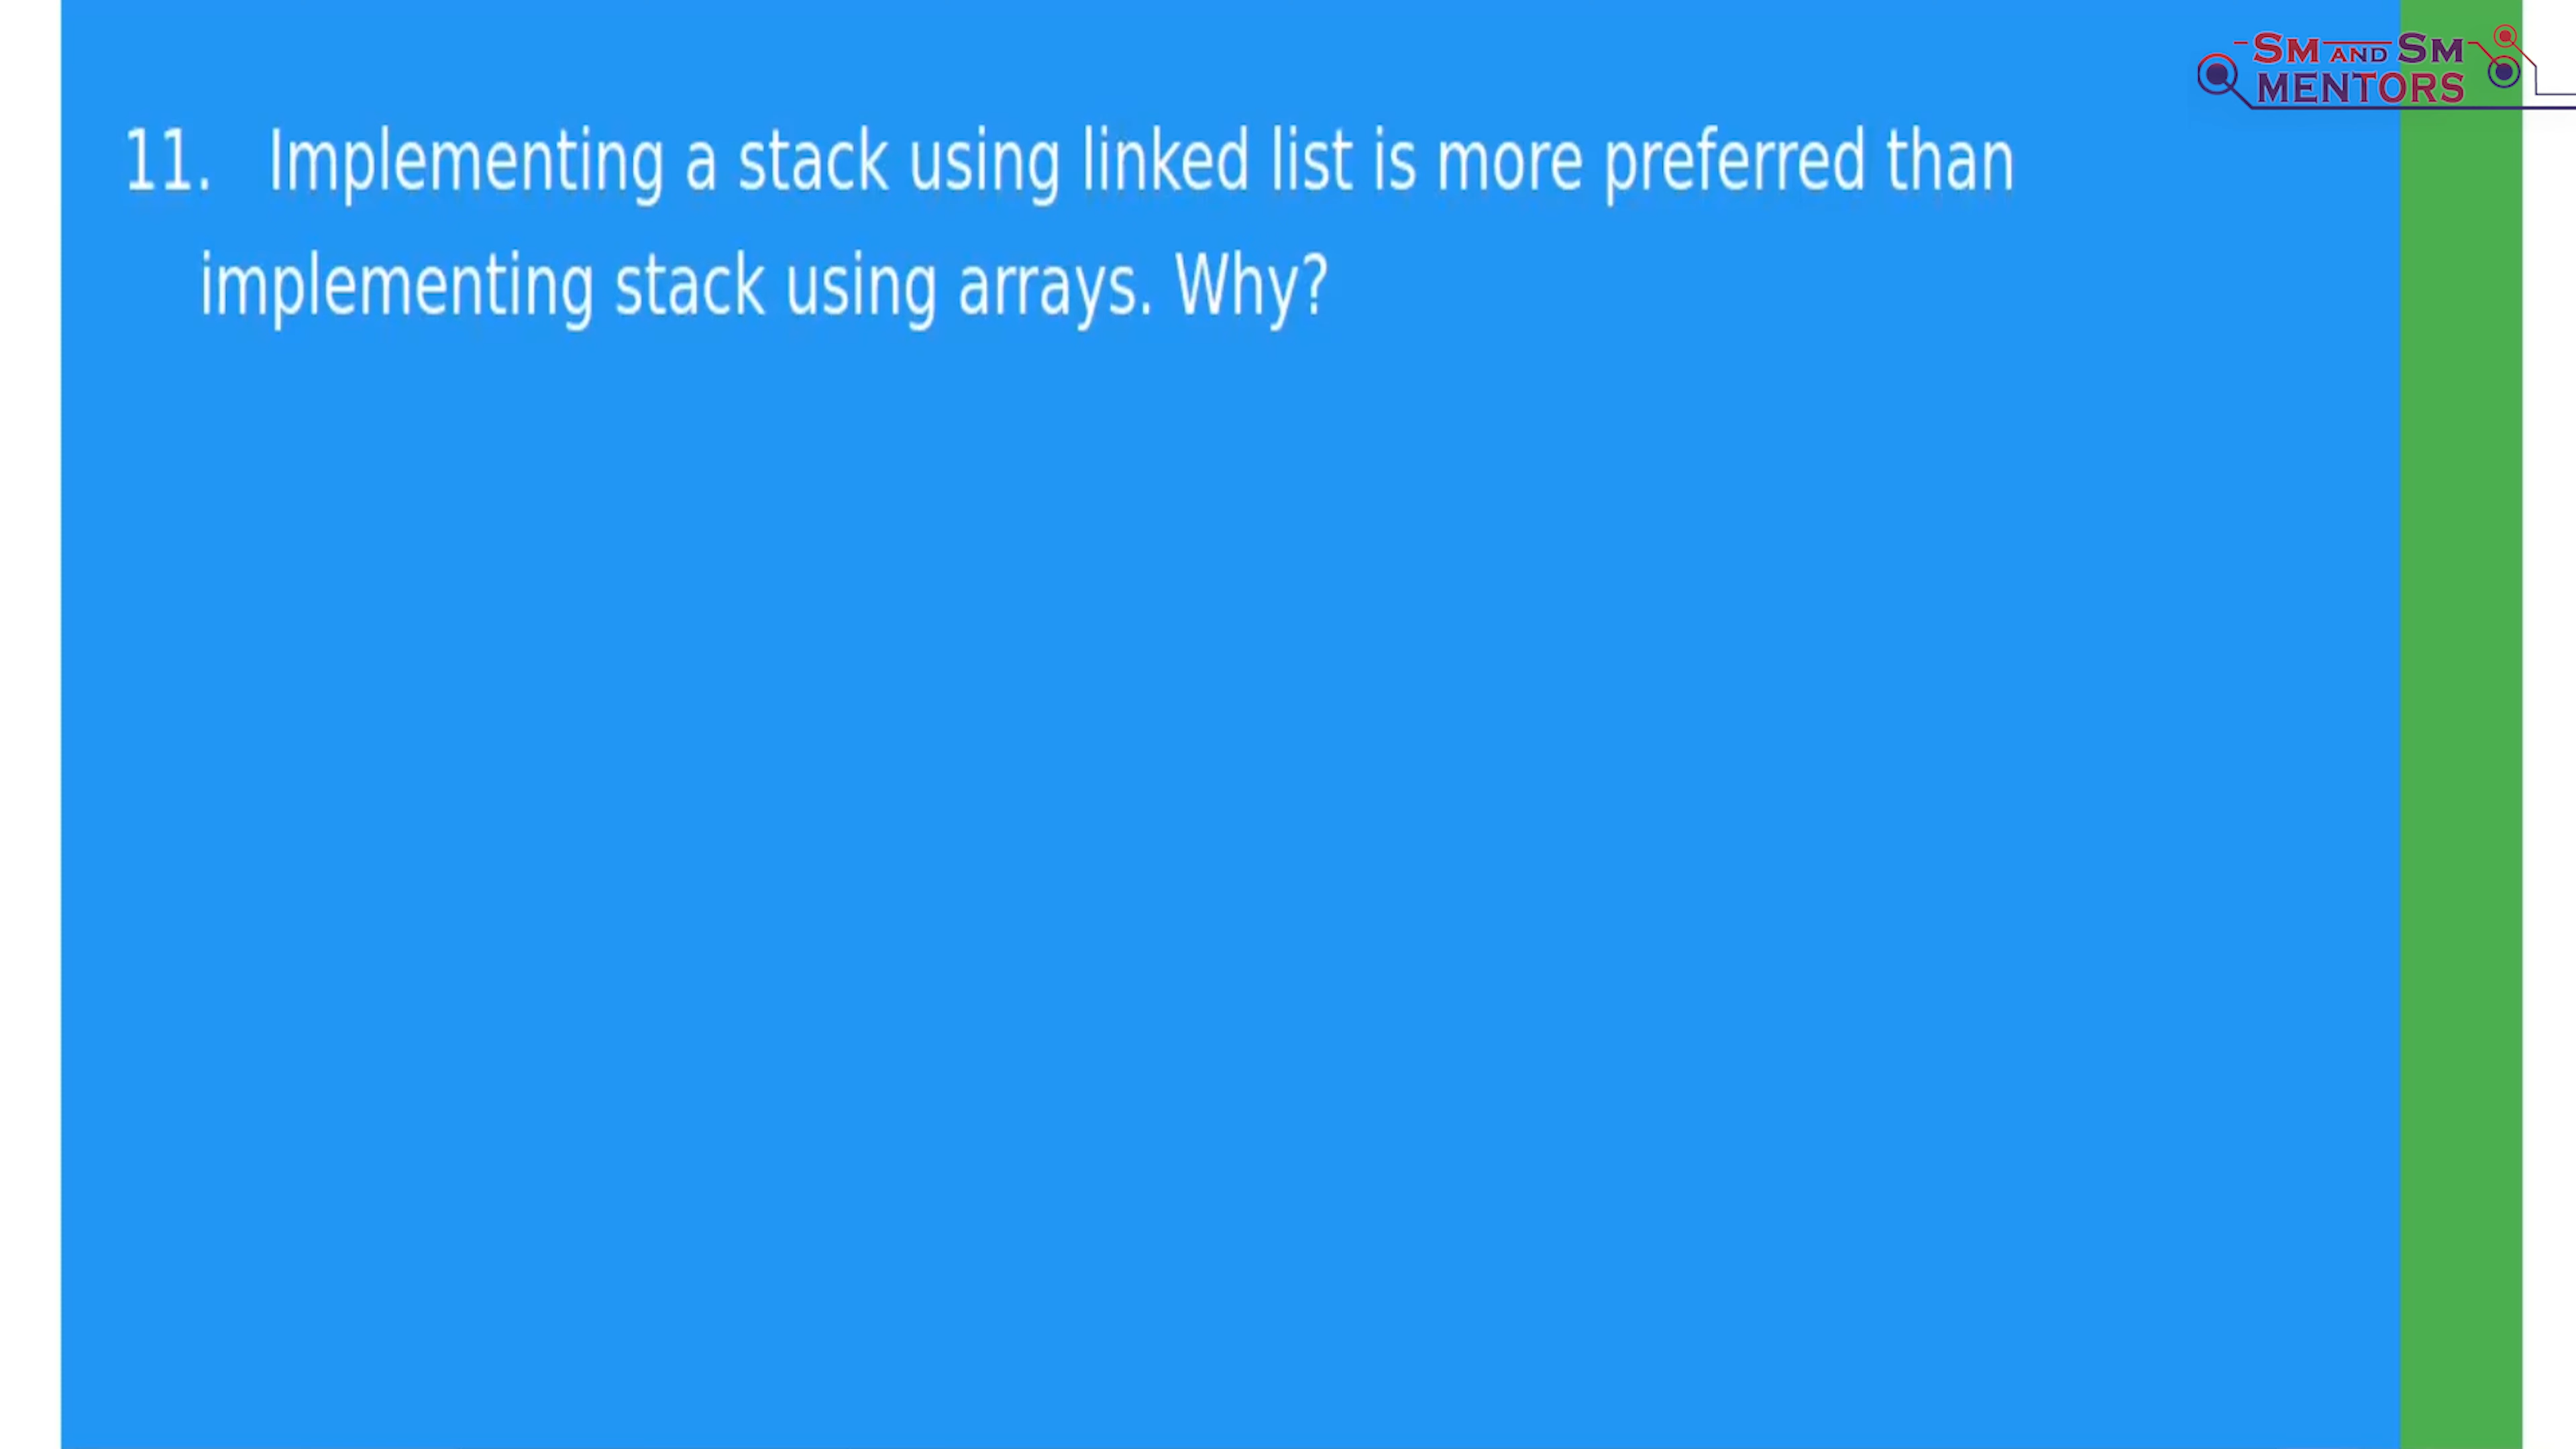 SM AND SM
MENTORS
11. Implementing a stack using linked list is more preferred than
implementing stack using arrays. Why?